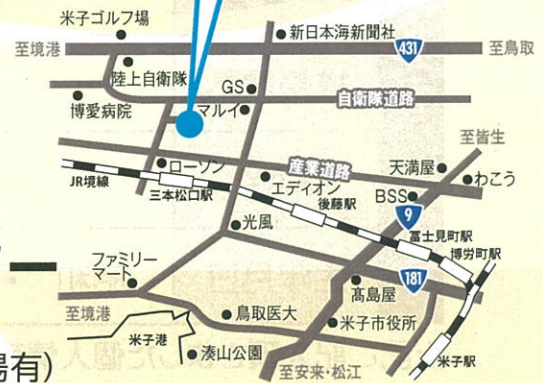 米子ゴルフ場
新日本海新聞社
至境港
431
至鳥取
陸上自衛隊
GS
自衛隊道路
博愛病院
マルイ
至皆生
ローソン
産業道路
天満屋
わこう
JR境線
三本松口駅
エディオン
後藤駅
BSS
9
光風
富士見町駅
博労町駅
ファミリー
マート
181
髙島屋
至境港
鳥取医大
米子市役所
米子港
湊山公園
米子駅
至安来・松江
場有)